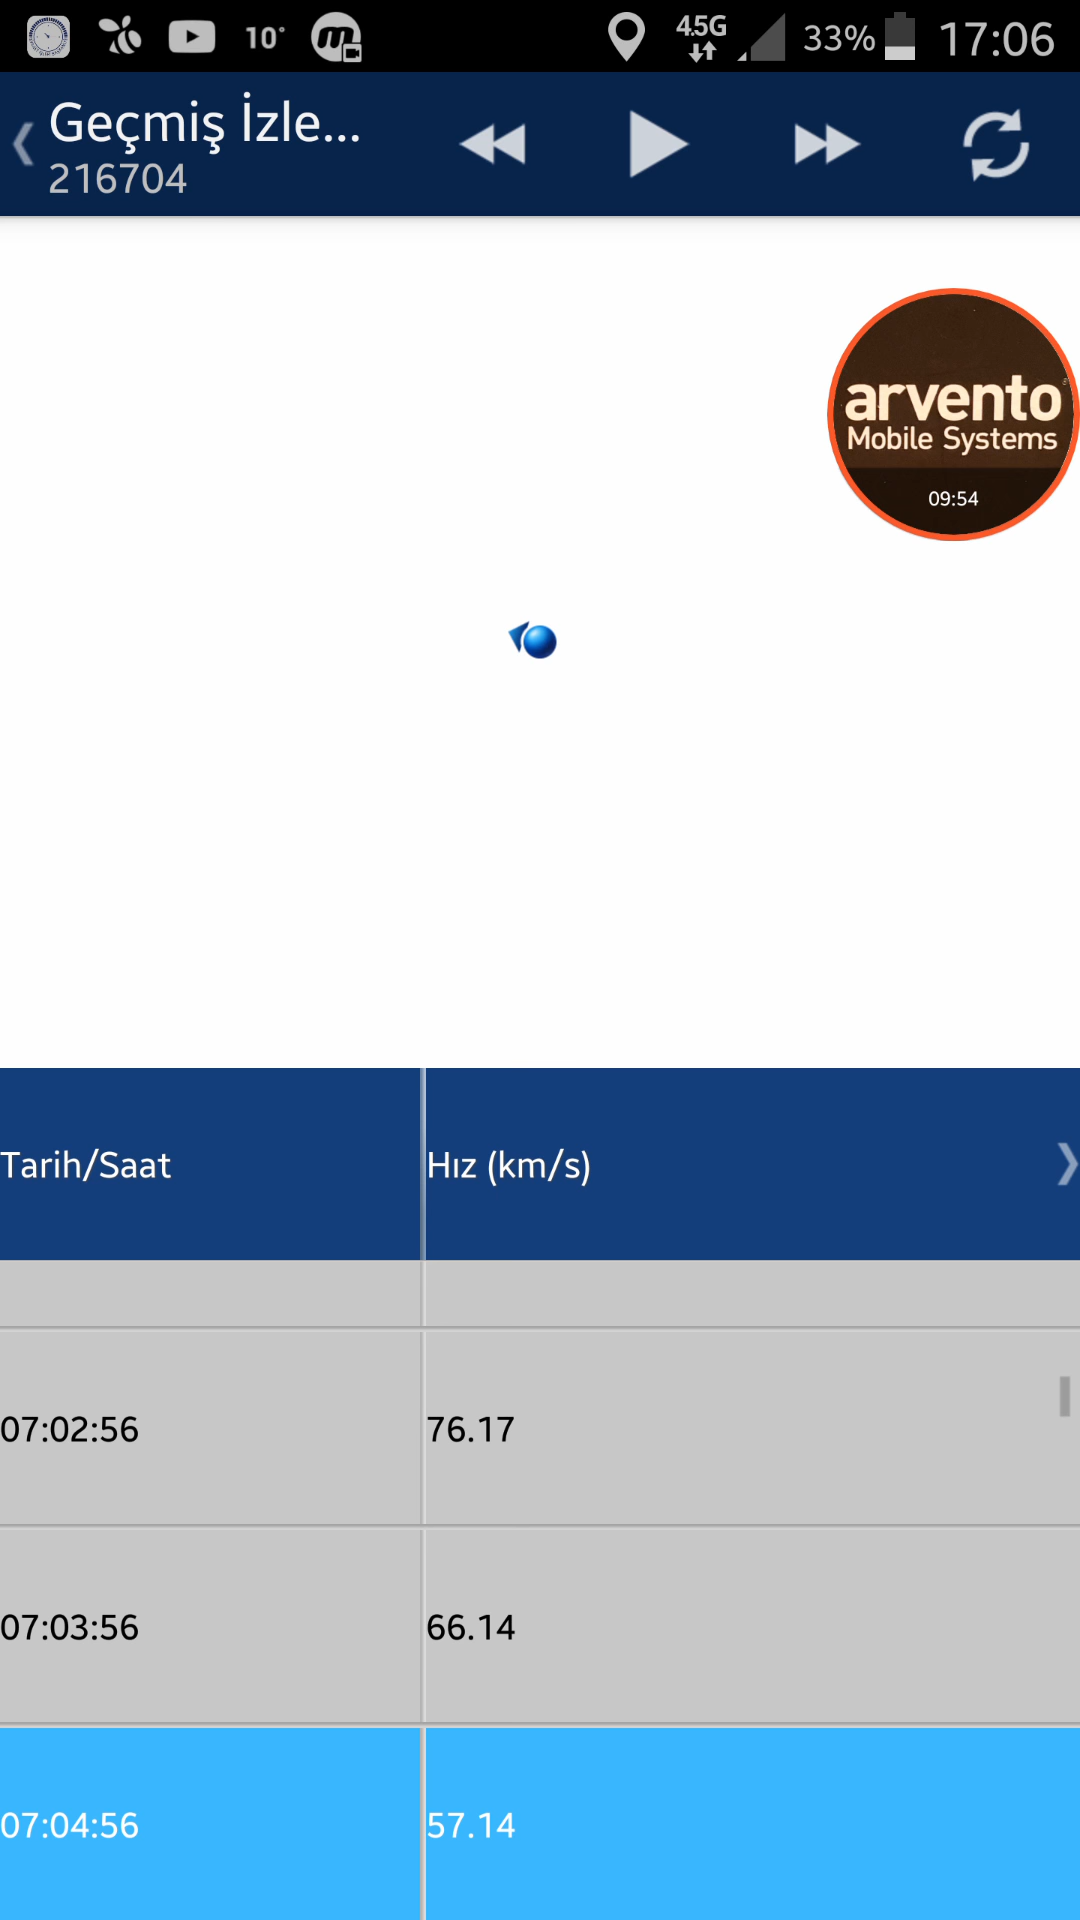 10°
4.5G
33%
17:06
Geçmiş İzle...
216704
arvento
Mobile Systems
09:54
Tarih/Saat
Hız (km/s)
07:02:56
76.17
07:03:56
66.14
07:04:56
57.14